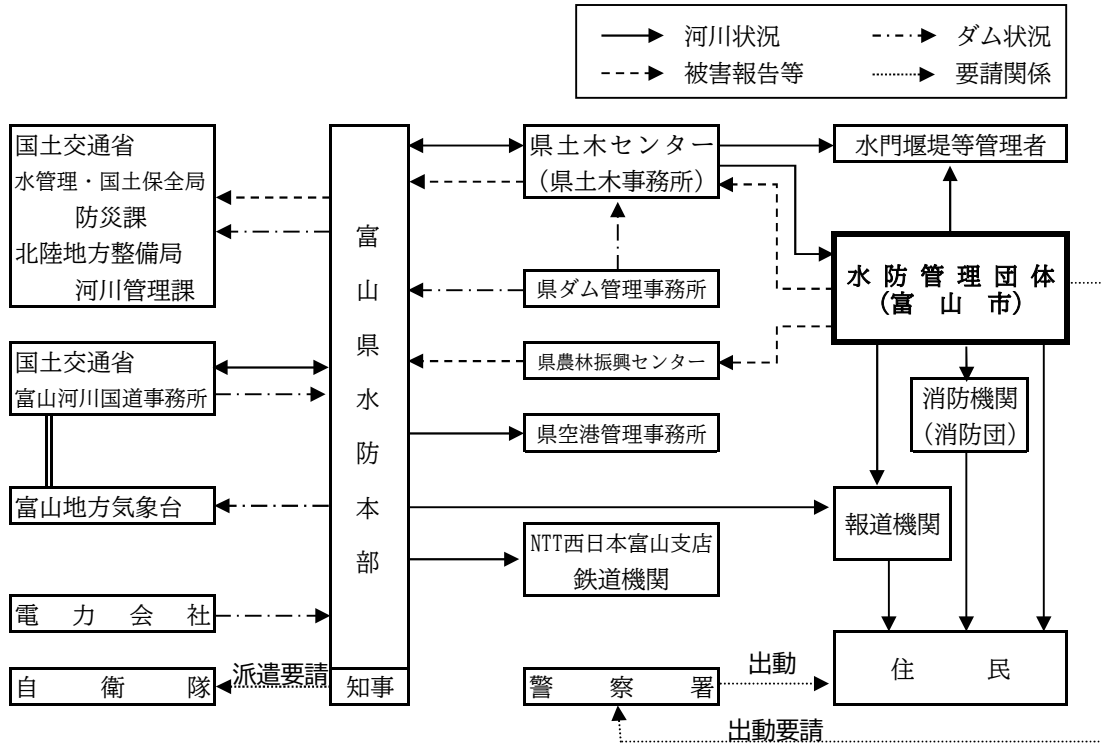 河川状況
ダム状況
被害報告等
要請関係
国土交通省
水管理・国土保全局
防災課
北陸地方整備局
河川管理課
国土交通省
富山河川国道事務所
富山地方気象台
電力会社
自衛隊
派遣要請
富山県水防本部
知事
県土木センター
(県土木事務所)
県ダム管理事務所
県農林振興センター
県空港管理事務所
NTT西日本富山支店
鉄道機関
警察署
出動
出動要請
水門堰堤等管理者
水防管理団体
(富山市)
消防機関
(消防団)
報道機関
住民